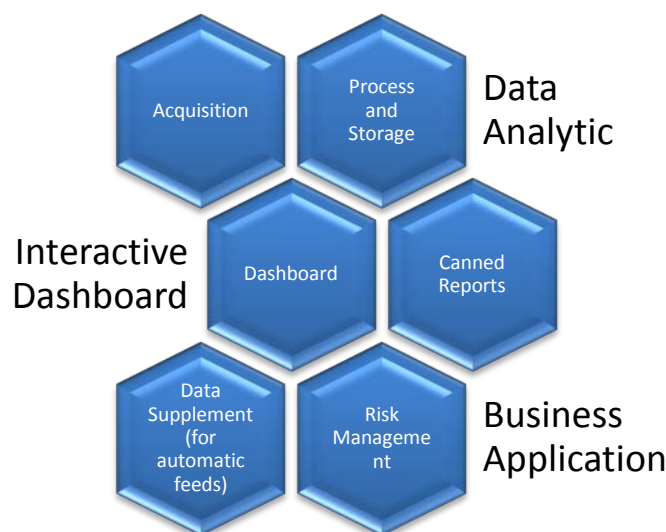 Acquisition
Process
and
Storage
Data
Analytic
Interactive
Dashboard
Dashboard
Canned
Reports
Data
Supplement
(for
automatic
feeds)
Risk
Manageme
nt
Business
Application